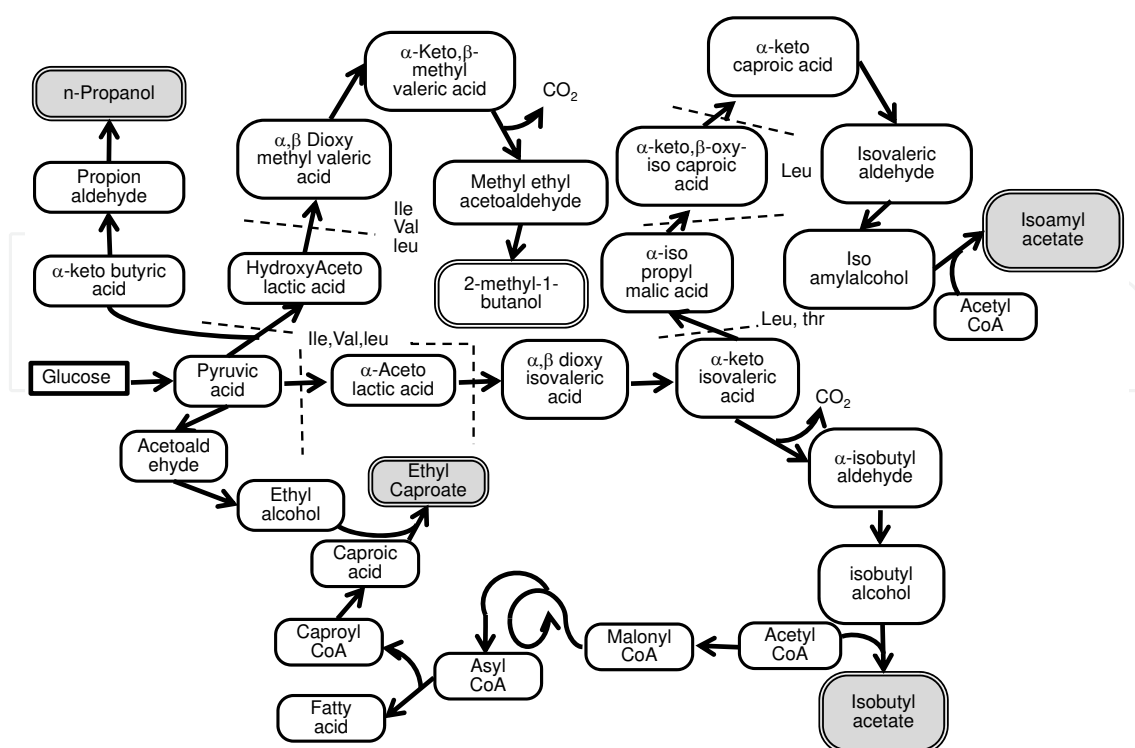 n-Propanol
Propion
aldehyde
α-keto butyric
acid
Glucose
α-Keto,β-
methyl
valeric acid
CO2
α,β Dioxy
methyl valeric
acid
Methyl ethyl
acetoaldehyde
2-methyl-1-
butanol
Ile
Val
leu
HydroxyAceto
lactic acid
Ile,Val,leu
Pyruvic
acid
α-Aceto
lactic acid
α,β dioxy
isovaleric
acid
α-keto
isovaleric
acid
Leu, thr
α-iso
propyl
malic acid
α-keto,β-oxy-
iso caproic
acid
Leu
α-keto
caproic acid
Isovaleric
aldehyde
Iso
amylalcohol
Isoamyl
acetate
Acetyl
CoA
CO2
α-isobutyl
aldehyde
isobutyl
alcohol
Isobutyl
acetate
Acetyl
CoA
Malonyl
CoA
Asyl
CoA
Fatty
acid
Caproyl
CoA
Caproic
acid
Ethyl
Caproate
Ethyl
alcohol
Acetoald
ehyde